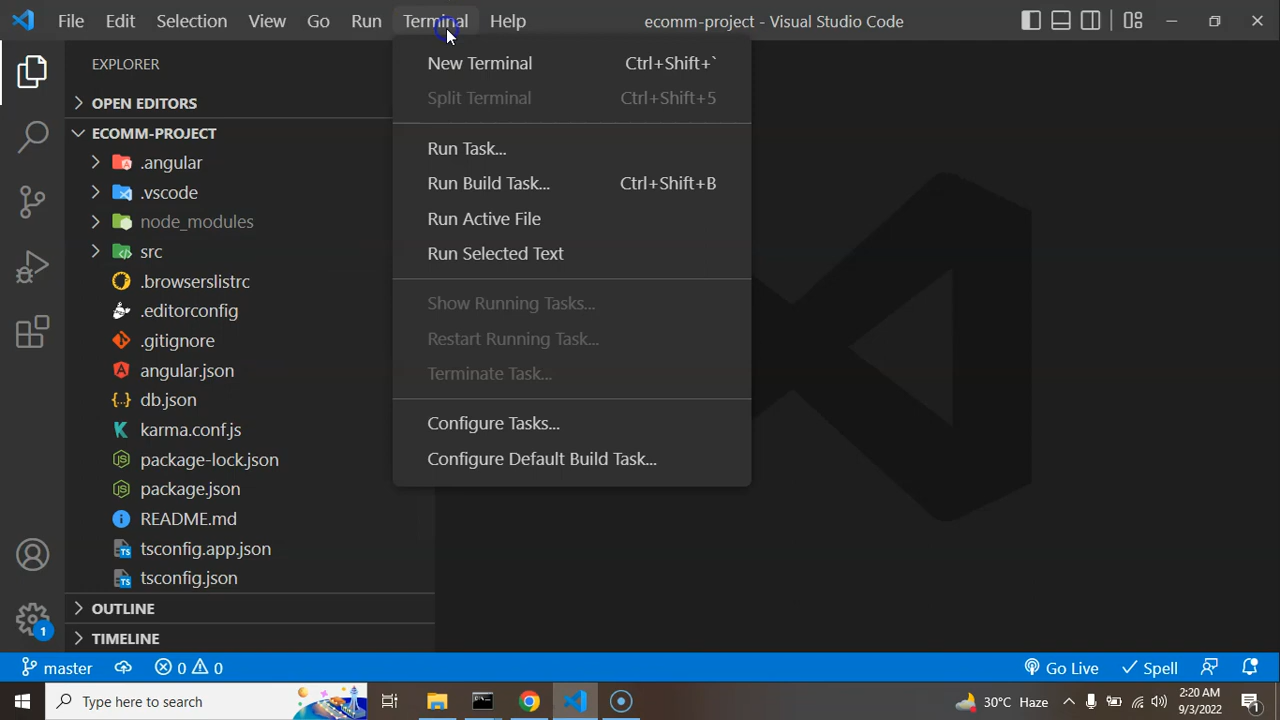 File Edit Selection View Go Run Terminal Help ecomm-project - Visual Studio Code
EXPLORER
OPEN EDITORS
ECOMM-PROJECT
.angular
.vscode
node_modules
src
.browserslistrc
.editorconfig
.gitignore
angular.json
db.json
karma.conf.js
package-lock.json
package.json
README.md
tsconfig.app.json
tsconfig.json
OUTLINE
TIMELINE
New Terminal Ctrl+Shift+`
Split Terminal Ctrl+Shift+5
Run Task...
Run Build Task... Ctrl+Shift+B
Run Active File
Run Selected Text
Show Running Tasks...
Restart Running Task...
Terminate Task...
Configure Tasks...
Configure Default Build Task...
1
master 0 0 Go Live Spell
Type here to search 30°C Haze 2:20 AM
9/3/2022 1